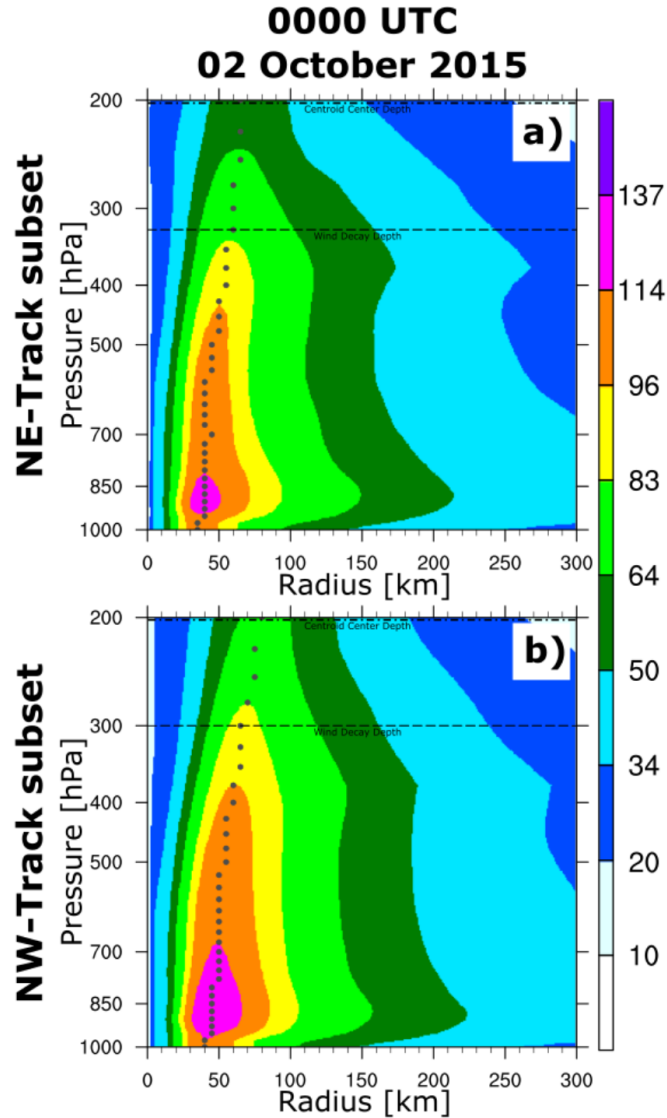 0000 UTC
02 October 2015
NE-Track subset
Pressure [hPa]
200
300
400
500
700
850
1000
Centroid Center Depth
a)
Wind Decay Depth
0 50 100 150 200 250 300
Radius [km]
NW-Track subset
Pressure [hPa]
200
300
400
500
700
850
1000
Centroid Center Depth
b)
Wind Decay Depth
0 50 100 150 200 250 300
Radius [km]
137
114
96
83
64
50
34
20
10